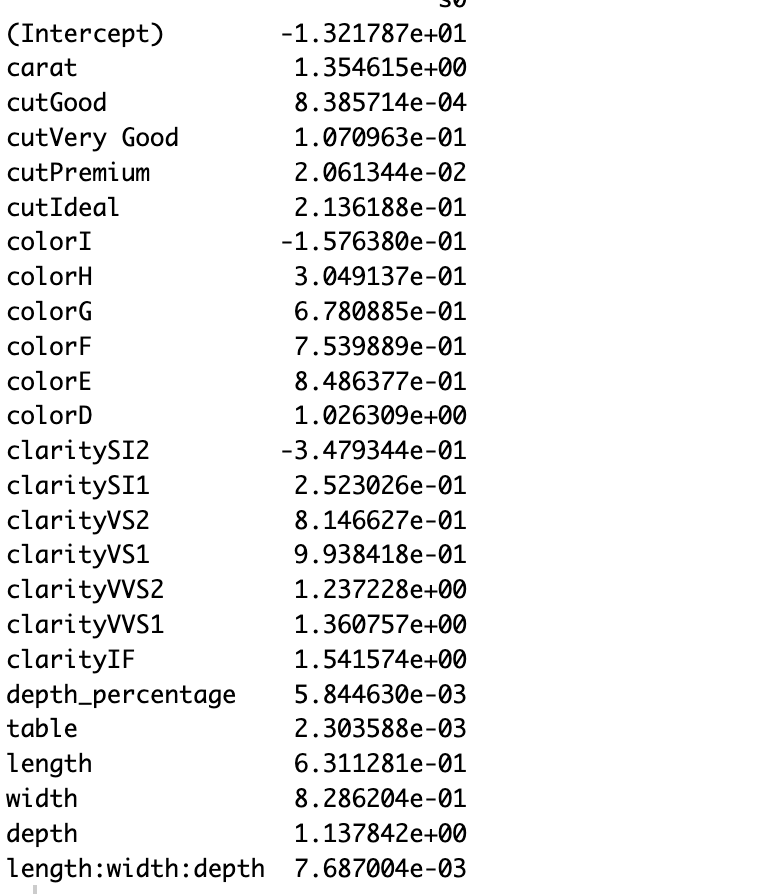 s0
(Intercept) -1.321787e+01
carat 1.354615e+00
cutGood 8.385714e-04
cutVery Good 1.070963e-01
cutPremium 2.061344e-02
cutIdeal 2.136188e-01
colorI -1.576380e-01
colorH 3.049137e-01
colorG 6.780885e-01
colorF 7.539889e-01
colorE 8.486377e-01
colorD 1.026309e+00
claritySI2 -3.479344e-01
claritySI1 2.523026e-01
clarityVS2 8.146627e-01
clarityVS1 9.938418e-01
clarityVVS2 1.237228e+00
clarityVVS1 1.360757e+00
clarityIF 1.541574e+00
depth_percentage 5.844630e-03
table 2.303588e-03
length 6.311281e-01
width 8.286204e-01
depth 1.137842e+00
length:width:depth 7.687004e-03